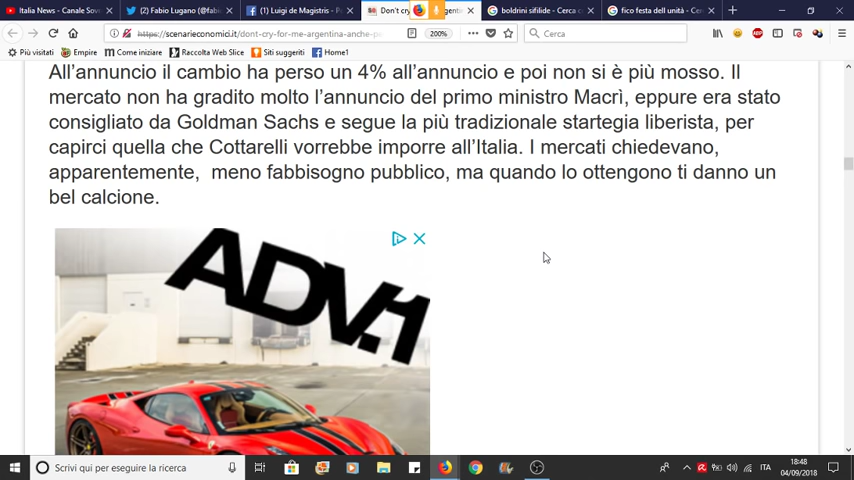 Italia News - Canale Sov
(2) Fabio Lugano (@fabi
(1) Luigi de Magistris - P
Don't cry
boldrini sifilide - Cerca c
fico festa dell unità - Cer
https://scenarieconomici.it/dont-cry-for-me-argentina-anche-pe
200%
Cerca
Più visitati
Empire
Come iniziare
Raccolta Web Slice
Siti suggeriti
Home1
All'annuncio il cambio ha perso un 4% all'annuncio e poi non si è più mosso. Il
mercato non ha gradito molto l'annuncio del primo ministro Macrì, eppure era stato
consigliato da Goldman Sachs e segue la più tradizionale startegia liberista, per
capirci quella che Cottarelli vorrebbe imporre all'Italia. I mercati chiedevano,
apparentemente,  meno fabbisogno pubblico, ma quando lo ottengono ti danno un
bel calcione.
ADV.1
Scrivi qui per eseguire la ricerca
ITA
18:48
04/09/2018